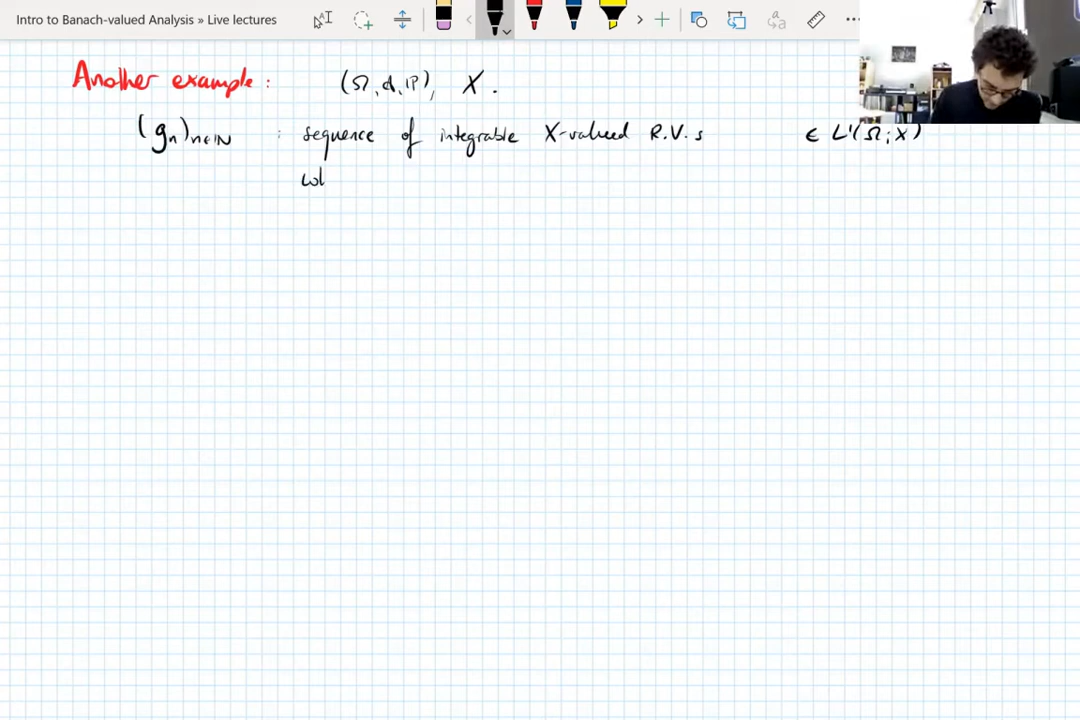 Intro to Banach-valued Analysis » Live lectures
Another example : (Ω, A, ℙ), X.
(gₙ)ₙ∈ℕ : sequence of integrable X-valued R.V.s ∈ L¹(Ω; X)